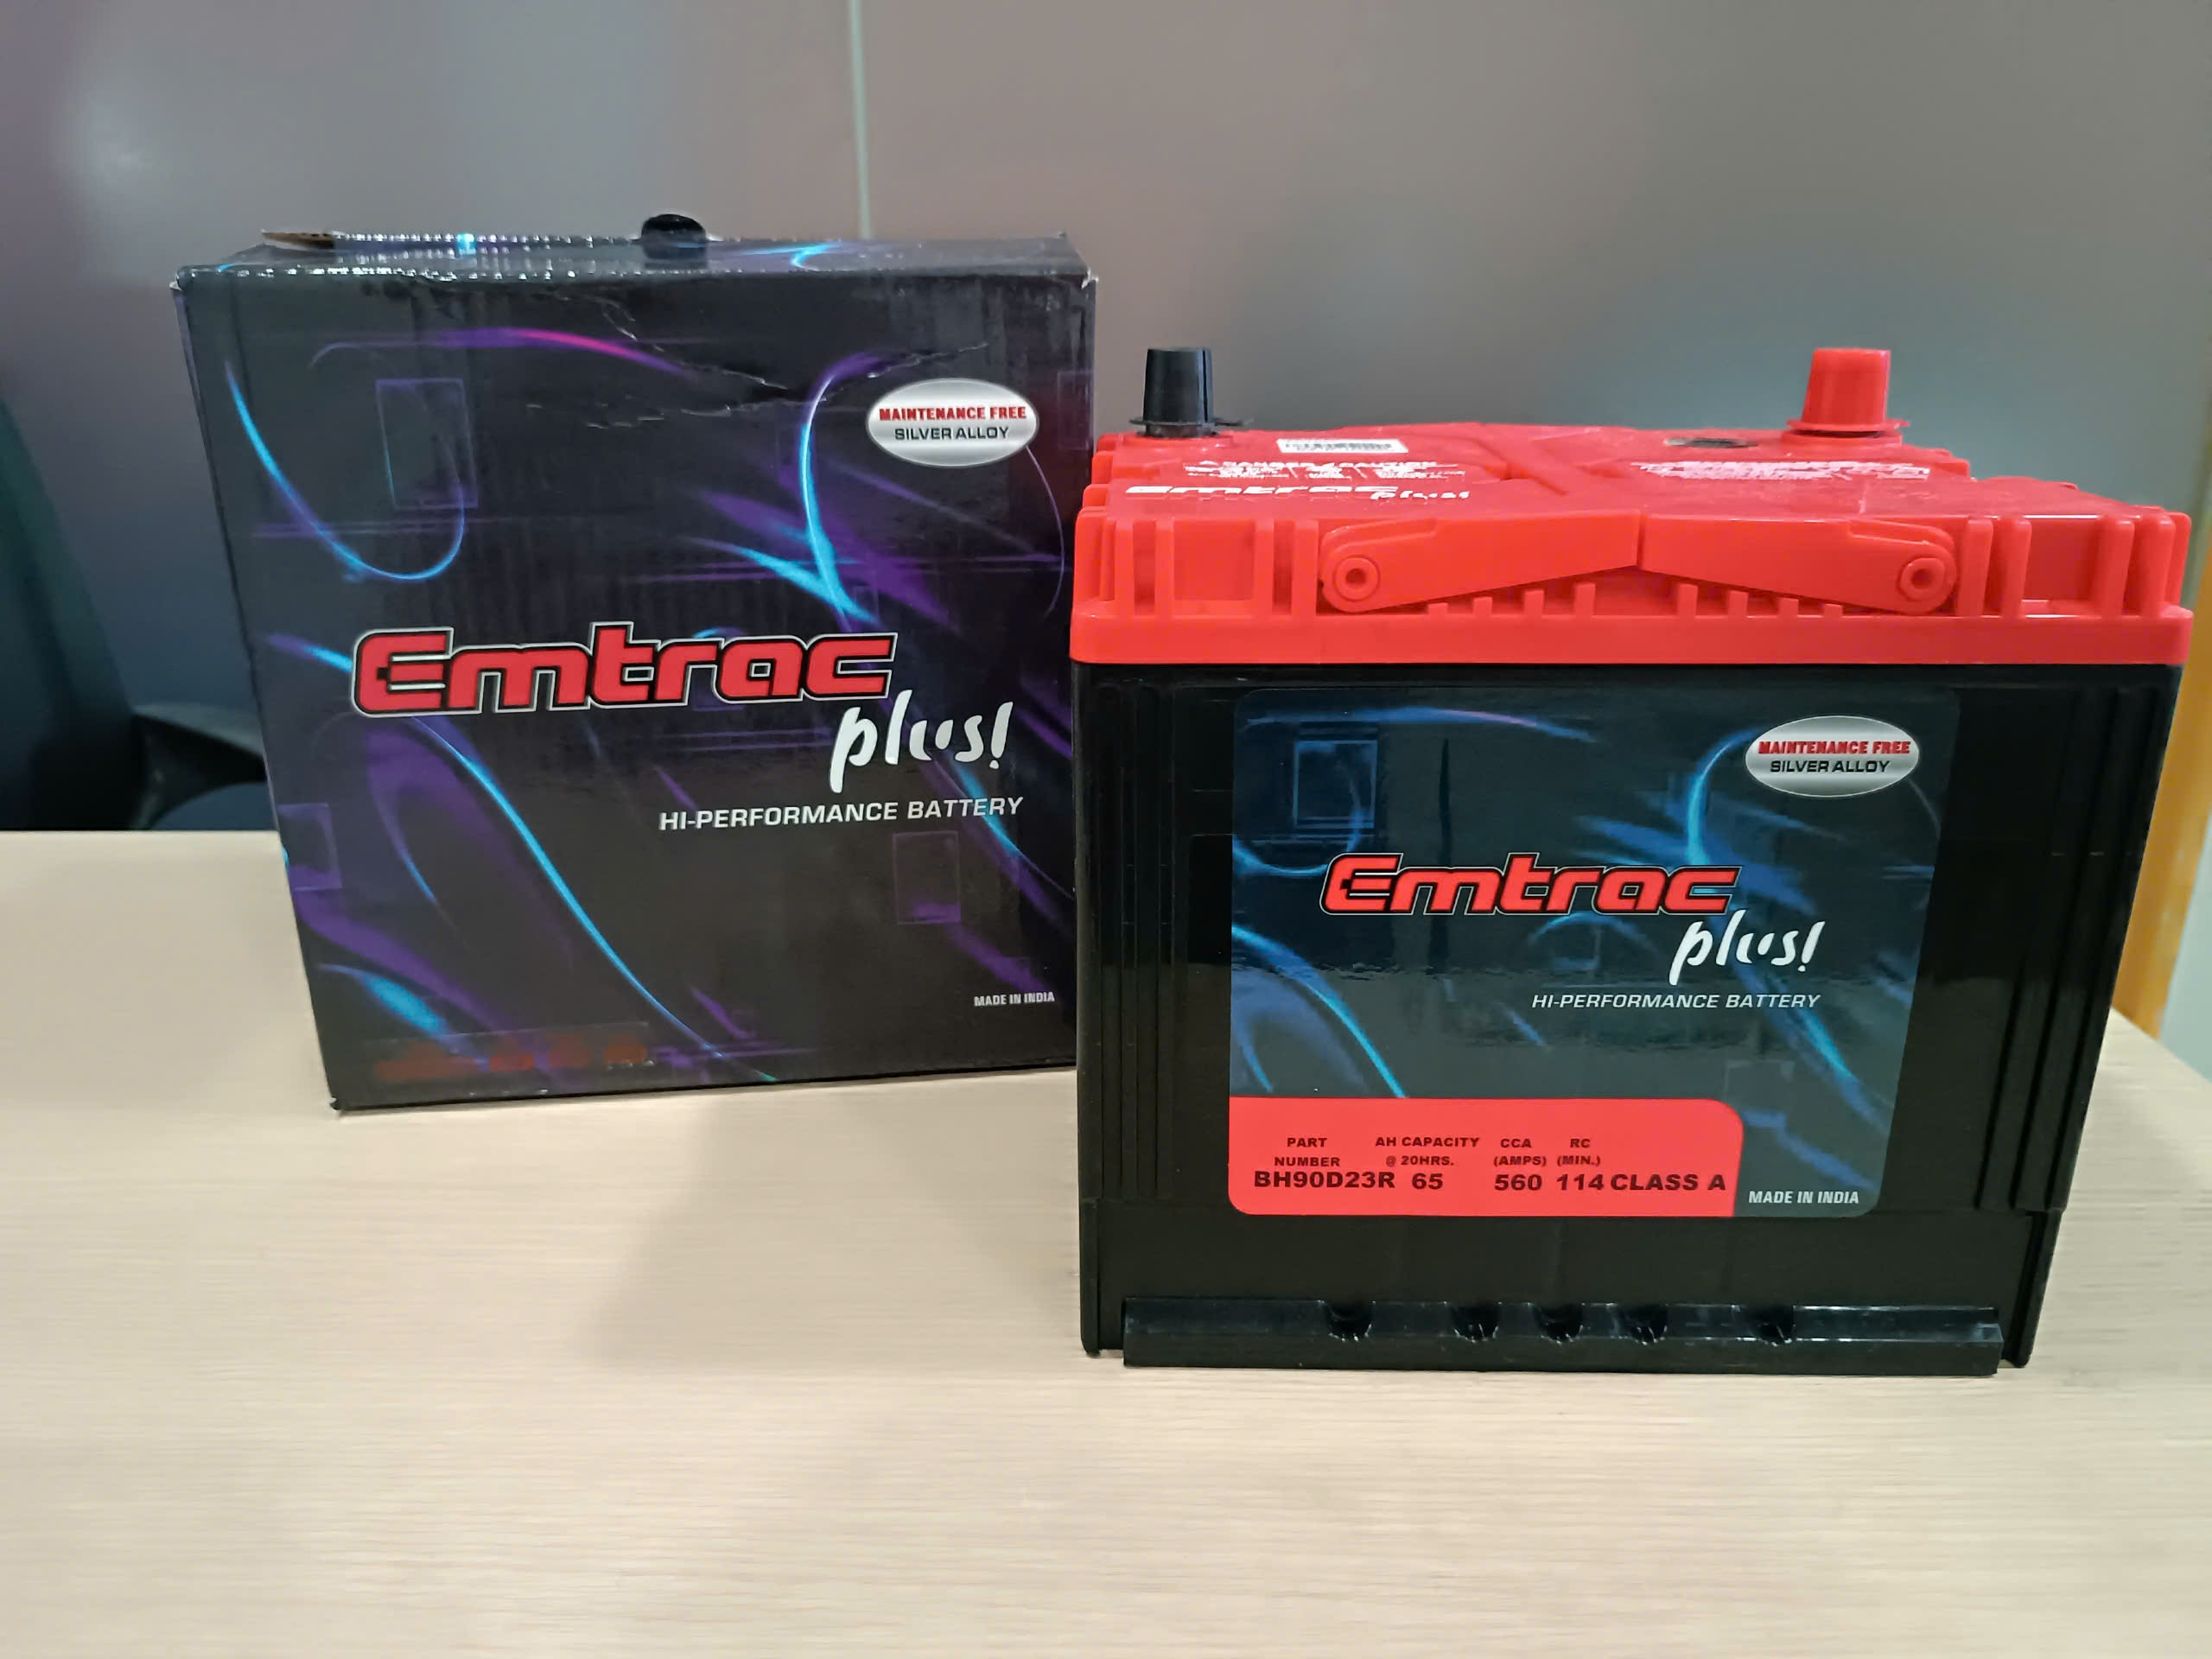 MAINTENANCE FREE
SILVER ALLOY
Emtrac
plus!
HI-PERFORMANCE BATTERY
MADE IN INDIA
Emtrac plus!
MAINTENANCE FREE
SILVER ALLOY
Emtrac
plus!
HI-PERFORMANCE BATTERY
PART AH CAPACITY CCA RC
NUMBER @ 20HRS. (AMPS) (MIN.)
BH90D23R 65 560 114 CLASS A
MADE IN INDIA